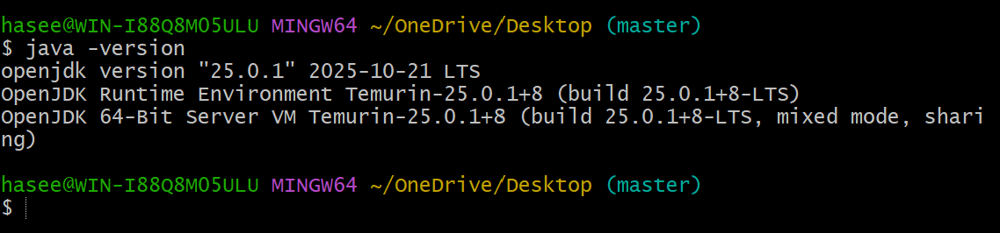 hasee@WIN-I88Q8MO5ULU MINGW64 ~/OneDrive/Desktop (master)
$ java -version
openjdk version "25.0.1" 2025-10-21 LTS
OpenJDK Runtime Environment Temurin-25.0.1+8 (build 25.0.1+8-LTS)
OpenJDK 64-Bit Server VM Temurin-25.0.1+8 (build 25.0.1+8-LTS, mixed mode, shari
ng)
hasee@WIN-I88Q8MO5ULU MINGW64 ~/OneDrive/Desktop (master)
$